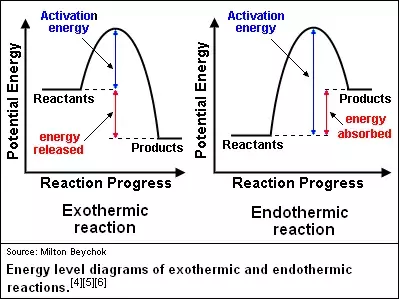 Activation
energy
Potential Energy
Reactants
energy
released
Products
Reaction Progress
Exothermic
reaction
Activation
energy
Potential Energy
Products
energy
absorbed
Reactants
Reaction Progress
Endothermic
reaction
Source: Milton Beychok
Energy level diagrams of exothermic and endothermic
reactions.[4][5][6]